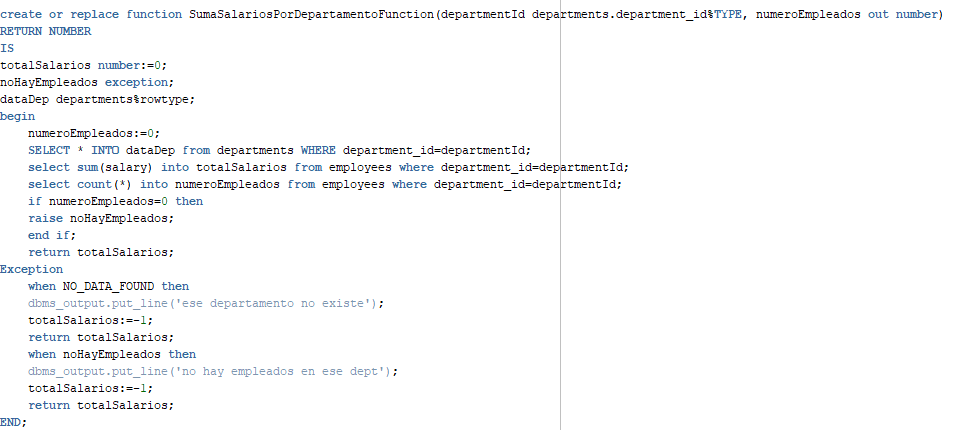 create or replace function SumaSalariosPorDepartamentoFunction(departmentId departments.department_id%TYPE, numeroEmpleados out number)
RETURN NUMBER
IS
totalSalarios number:=0;
noHayEmpleados exception;
dataDep departments%rowtype;
begin
    numeroEmpleados:=0;
    SELECT * INTO dataDep from departments WHERE department_id=departmentId;
    select sum(salary) into totalSalarios from employees where department_id=departmentId;
    select count(*) into numeroEmpleados from employees where department_id=departmentId;
    if numeroEmpleados=0 then
    raise noHayEmpleados;
    end if;
    return totalSalarios;
Exception
    when NO_DATA_FOUND then
    dbms_output.put_line('ese departamento no existe');
    totalSalarios:=-1;
    return totalSalarios;
    when noHayEmpleados then
    dbms_output.put_line('no hay empleados en ese dept');
    totalSalarios:=-1;
    return totalSalarios;
END;